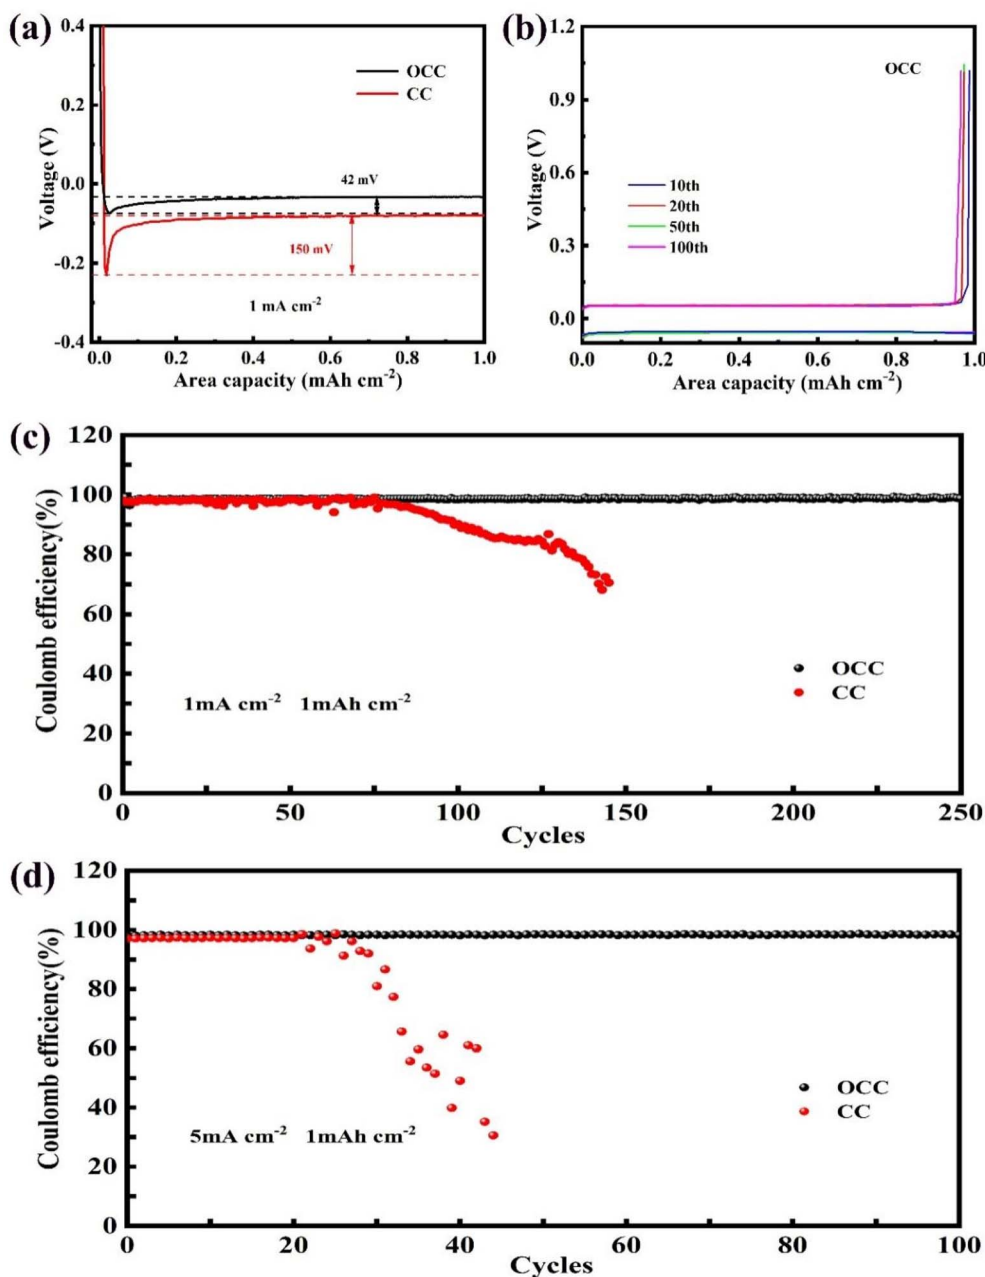 (a)
0.4
0.2
0.0
-0.2
-0.4
Voltage (V)
OCC
CC
42 mV
150 mV
1 mA cm⁻²
0.0 0.2 0.4 0.6 0.8 1.0
Area capacity (mAh cm⁻²)
(b)
1.2
0.9
0.6
0.3
0.0
Voltage (V)
OCC
10th
20th
50th
100th
0.0 0.2 0.4 0.6 0.8 1.0
Area capacity (mAh cm⁻²)
(c)
120
100
80
60
40
20
0
Coulomb efficiency(%)
OCC
CC
1mA cm⁻² 1mAh cm⁻²
0 50 100 150 200 250
Cycles
(d)
120
100
80
60
40
20
0
Coulomb efficiency(%)
OCC
CC
5mA cm⁻² 1mAh cm⁻²
0 20 40 60 80 100
Cycles